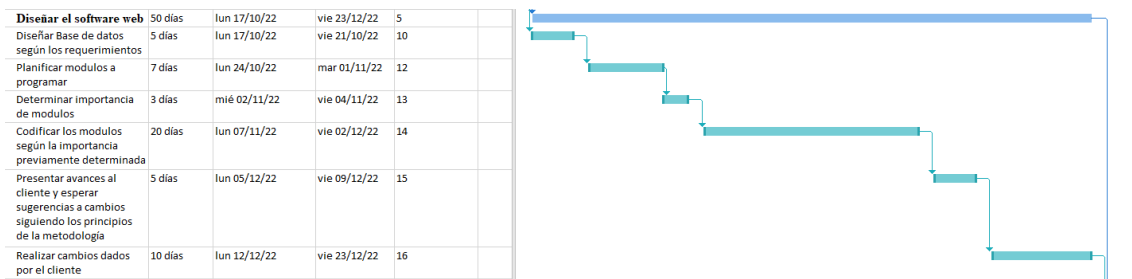 Diseñar el software web 50 días lun 17/10/22 vie 23/12/22 5
Diseñar Base de datos 5 días lun 17/10/22 vie 21/10/22 10
según los requerimientos
Planificar modulos a 7 días lun 24/10/22 mar 01/11/22 12
programar
Determinar importancia 3 días mié 02/11/22 vie 04/11/22 13
de modulos
Codificar los modulos 20 días lun 07/11/22 vie 02/12/22 14
según la importancia
previamente determinada
Presentar avances al 5 días lun 05/12/22 vie 09/12/22 15
cliente y esperar
sugerencias a cambios
siguiendo los principios
de la metodología
Realizar cambios dados 10 días lun 12/12/22 vie 23/12/22 16
por el cliente